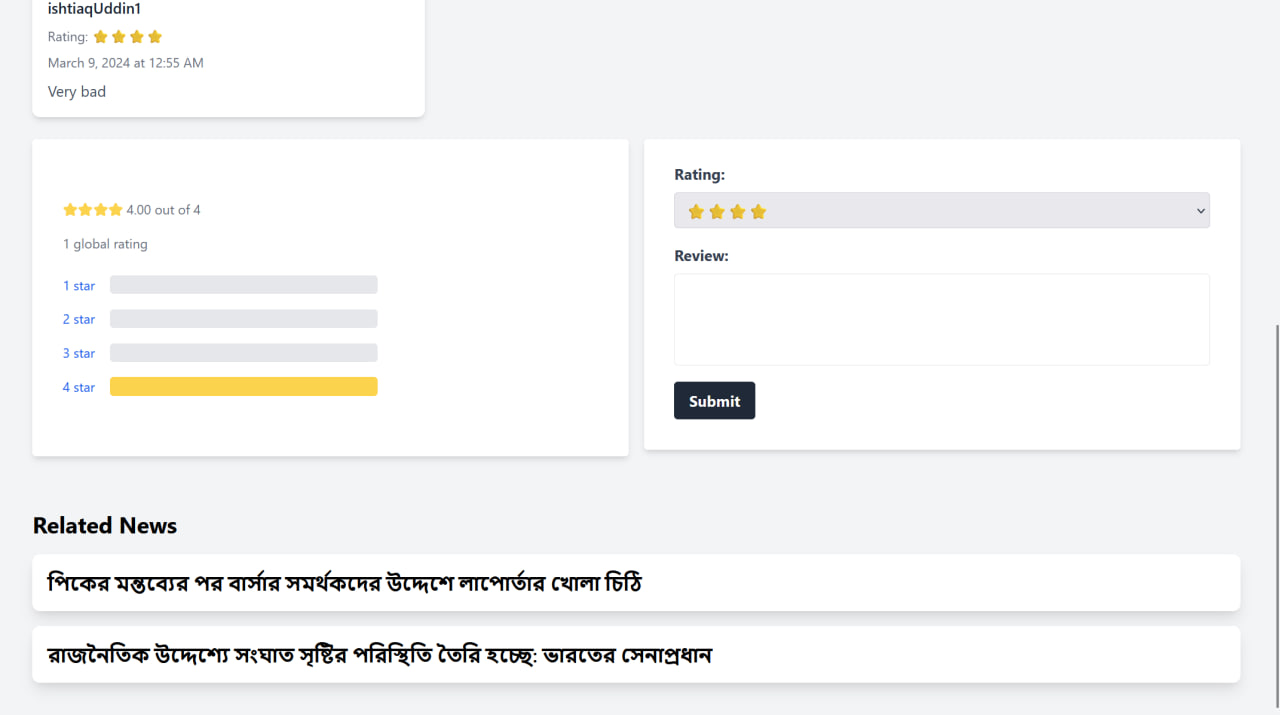 ishtiaqUddin1
Rating: ⭐ ⭐ ⭐ ⭐
March 9, 2024 at 12:55 AM
Very bad
4.00 out of 4
1 global rating
1 star
2 star
3 star
4 star
Rating:
⭐ ⭐ ⭐ ⭐
Review:
Submit
Related News
পিকের মন্তব্যের পর বার্সার সমর্থকদের উদ্দেশে লাপোর্তার খোলা চিঠি
রাজনৈতিক উদ্দেশ্যে সংঘাত সৃষ্টির পরিস্থিতি তৈরি হচ্ছে: ভারতের সেনাপ্রধান